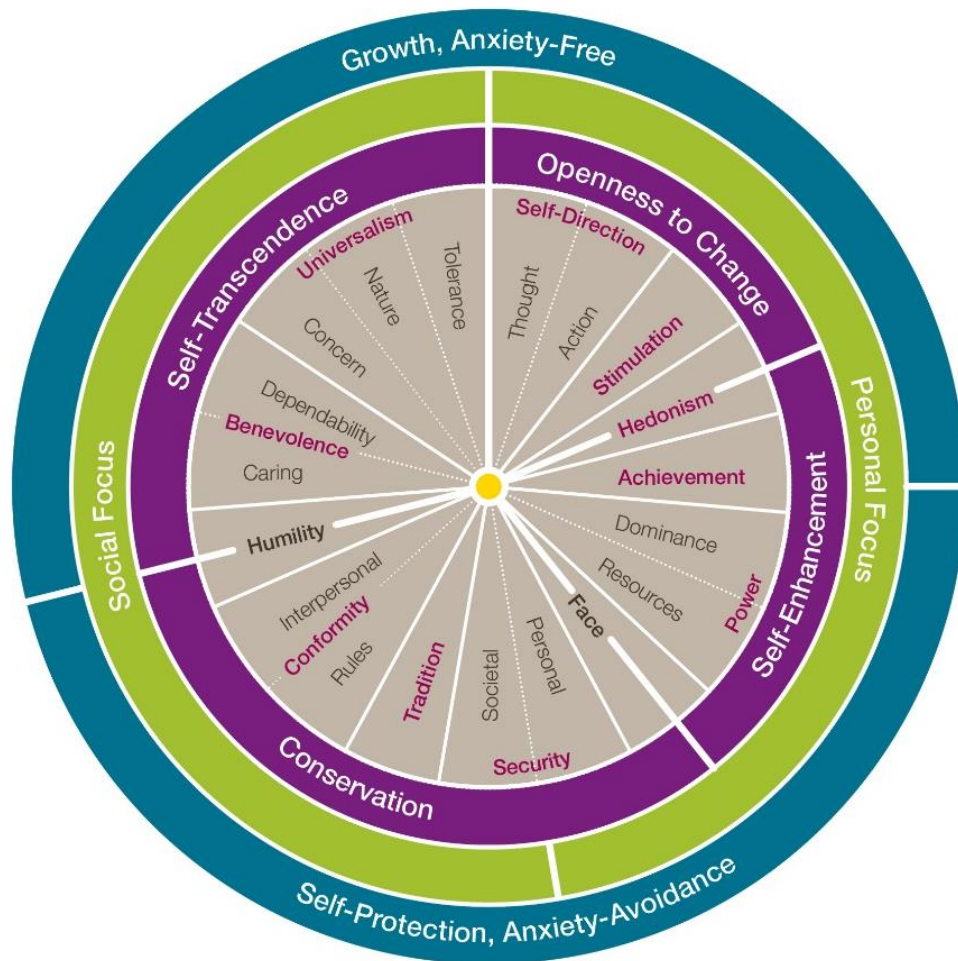 Growth, Anxiety-Free
Openness to Change
Self-Transcendence
Self-Direction
Universalism
Tolerance
Thought
Nature
Action
Concern
Stimulation
Hedonism
Dependability
Benevolence
Caring
Achievement
Personal Focus
Social Focus
Dominance
Humility
Resources
Power
Self-Enhancement
Face
Interpersonal
Conformity
Rules
Tradition
Societal
Personal
Security
Conservation
Self-Protection, Anxiety-Avoidance